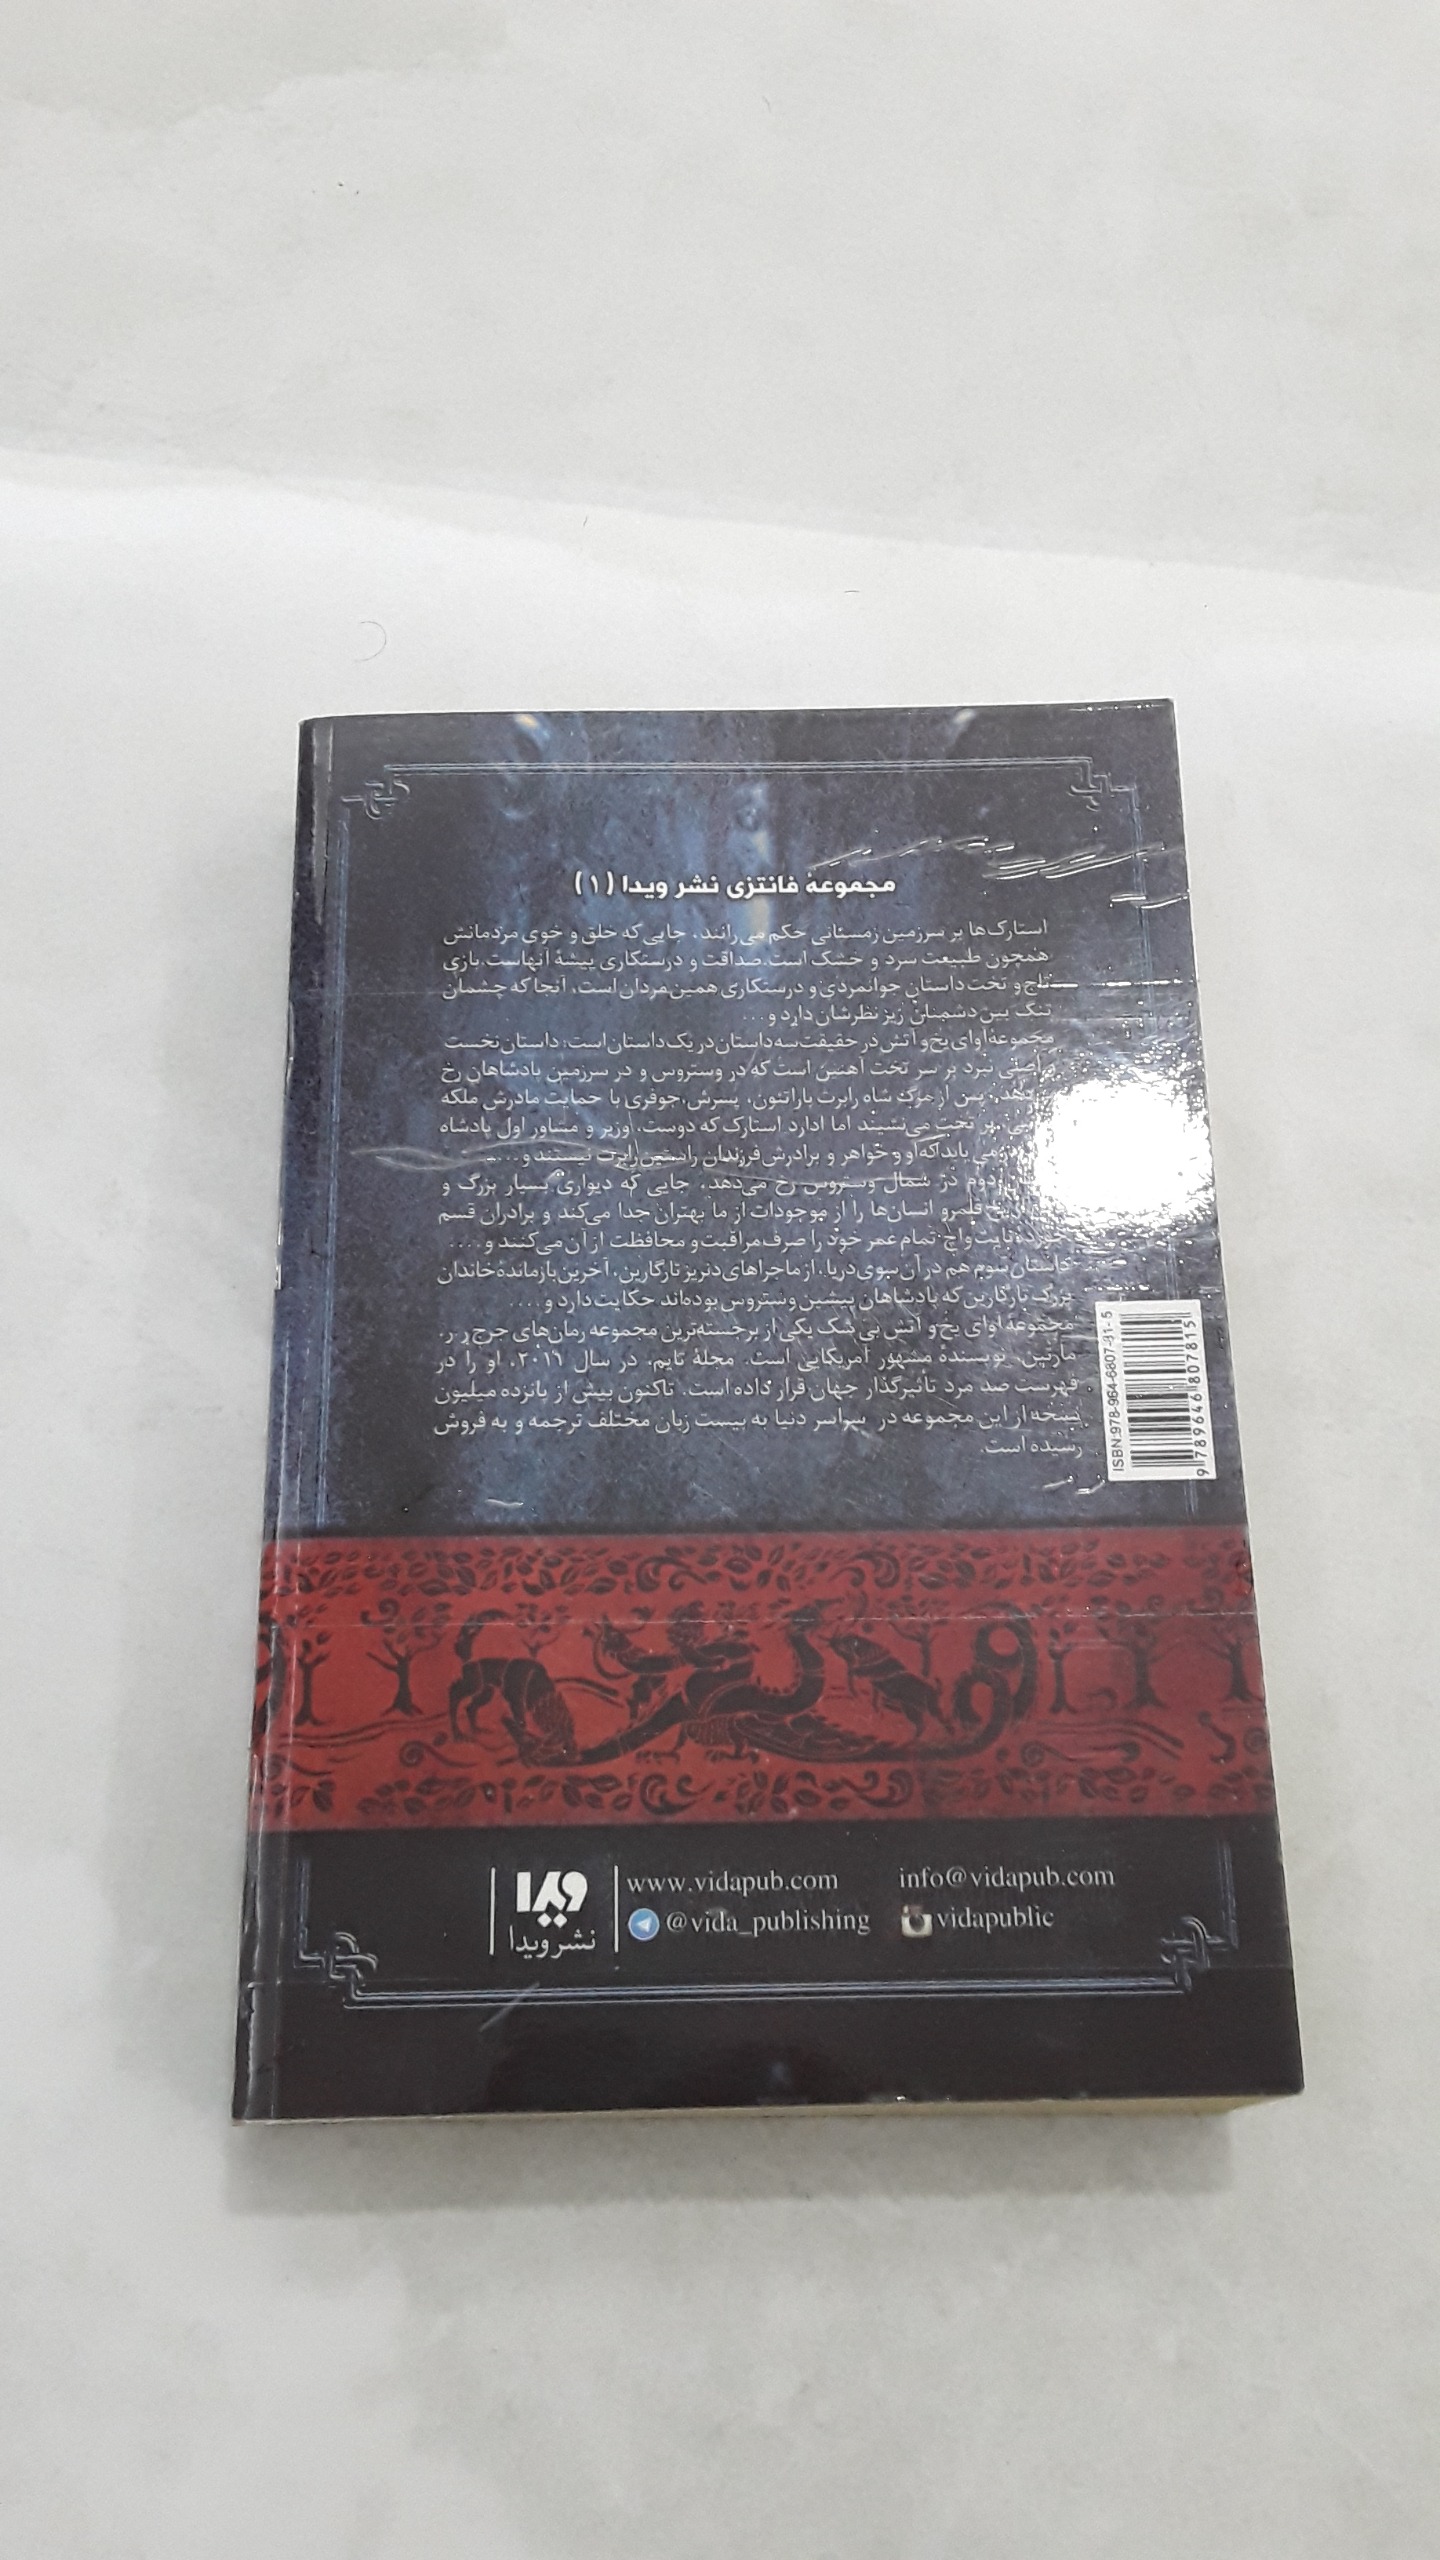 مجموعهٔ فانتزی نشر ویدا (۱)
استارک‌ها بر سرزمین زمستانی حکم می‌رانند، جایی که خلق و خوی مردمانش
همچون طبیعت سرد و خشک است. صداقت و درستکاری پیشهٔ آنهاست. بازی
تاج و تخت داستان جوانمردی و درستکاری همین مردان است، آنجا که چشمان
تنگ بین دشمنان زیر نظرشان دارد و...
مجموعهٔ آوای یخ و آتش در حقیقت سه داستان در یک داستان است: داستان نخست
اصلی نبرد بر سر تخت آهنین است که در وستروس و در سرزمین پادشاهان رخ
پس از مرگ شاه رابرت باراتئون، پسرش جوفری با حمایت مادرش ملکه
بر تخت می‌نشیند اما ادارد استارک که دوست، وزیر و مشاور اول پادشاه
می‌یابد که او و خواهر و برادرش فرزندان راستین رابرت نیستند و....
دوم در شمال وستروس رخ می‌دهد، جایی که دیواری بسیار بزرگ و
یخ قلمرو انسان‌ها را از موجودات از ما بهتران جدا می‌کند و برادران قسم
نایت واچ تمام عمر خود را صرف مراقبت و محافظت از آن می‌کنند و....
داستان سوم هم در آن سوی دریا، از ماجراهای دنریز تارگارین، آخرین بازماندهٔ خاندان
بزرگ تارگارین که پادشاهان پیشین وستروس بوده‌اند حکایت دارد و....
مجموعهٔ آوای یخ و آتش بی‌شک یکی از برجسته‌ترین مجموعه رمان‌های جرج ر. ر.
مارتین، نویسندهٔ مشهور آمریکایی است. مجلهٔ تایم، در سال ۲۰۱۱، او را در
فهرست صد مرد تأثیرگذار جهان قرار داده است. تاکنون بیش از پانزده میلیون
نسخه از این مجموعه در سراسر دنیا به بیست زبان مختلف ترجمه و به فروش
رسیده است.
ISBN:978-964-6807-81-5
9789646807815
ویدا
نشر ویدا
www.vidapub.com
info@vidapub.com
@vida_publishing
vidapublic